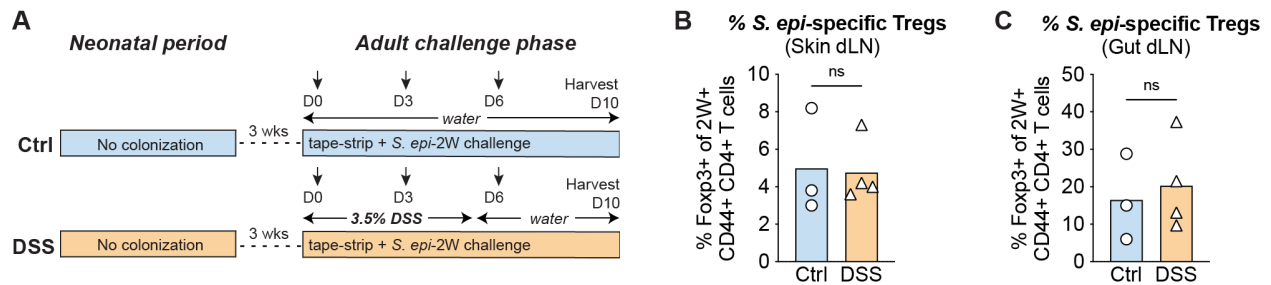 A
Neonatal period
Adult challenge phase
D0
D3
D6
Harvest
D10
water
Ctrl
No colonization
3 wks
tape-strip + S. epi-2W challenge
D0
D3
D6
Harvest
D10
3.5% DSS
water
DSS
No colonization
3 wks
tape-strip + S. epi-2W challenge
B
% S. epi-specific Tregs
(Skin dLN)
% Foxp3+ of 2W+
CD44+ CD4+ T cells
10
8
6
4
2
0
ns
Ctrl
DSS
C
% S. epi-specific Tregs
(Gut dLN)
% Foxp3+ of 2W+
CD44+ CD4+ T cells
50
40
30
20
10
0
ns
Ctrl
DSS